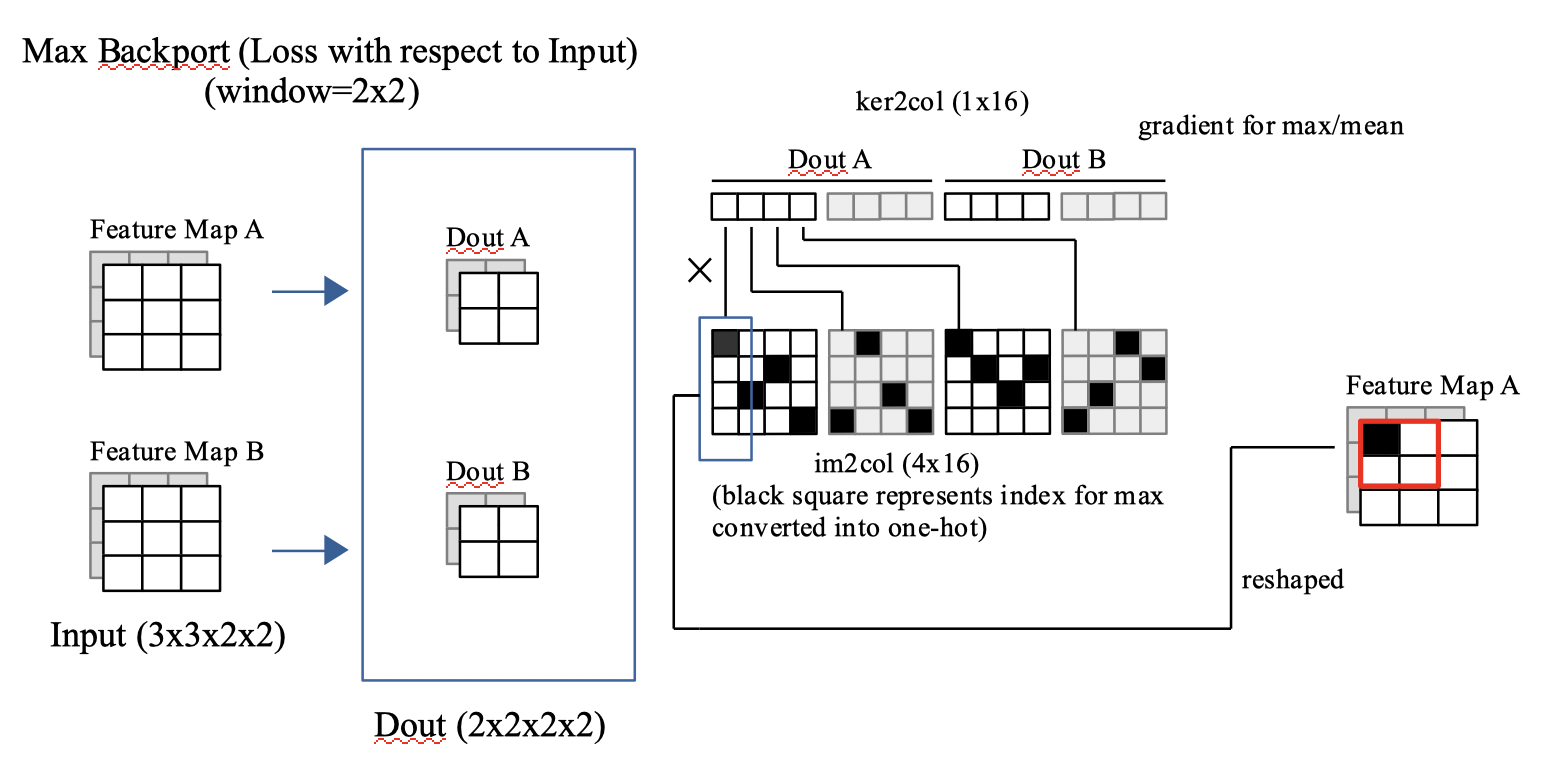 Max Backport (Loss with respect to Input)
(window=2x2)
ker2col (1x16)
gradient for max/mean
Dout A
Dout B
Feature Map A
Dout A
Feature Map B
Dout B
Input (3x3x2x2)
Dout (2x2x2x2)
im2col (4x16)
(black square represents index for max
converted into one-hot)
Feature Map A
reshaped